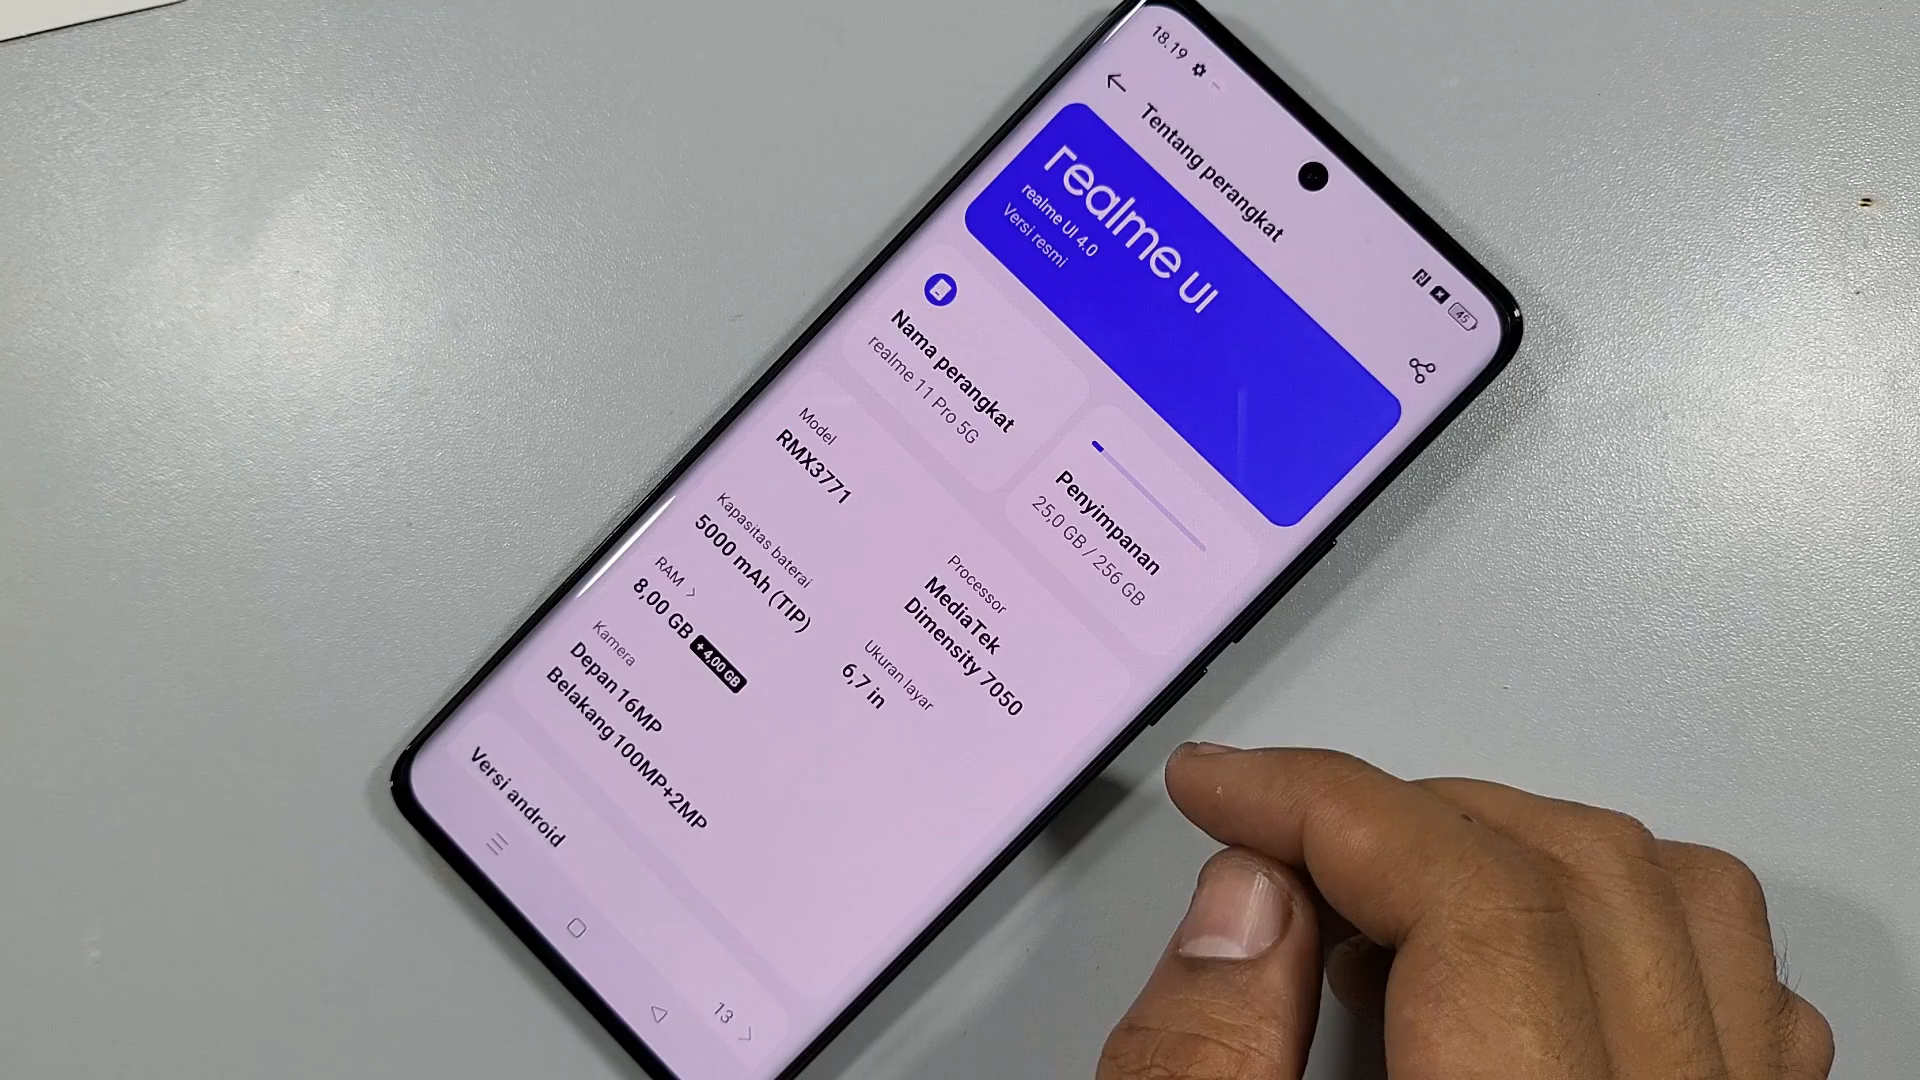 18.19
45
Tentang perangkat
realme UI
realme UI 4.0
Versi resmi
Nama perangkat
realme 11 Pro 5G
Penyimpanan
25,0 GB / 256 GB
Model
RMX3771
Processor
MediaTek
Dimensity 7050
Kapasitas baterai
5000 mAh (TIP)
Ukuran layar
6,7 in
RAM
8,00 GB + 4,00 GB
Kamera
Depan 16MP
Belakang 100MP+2MP
Versi android
13